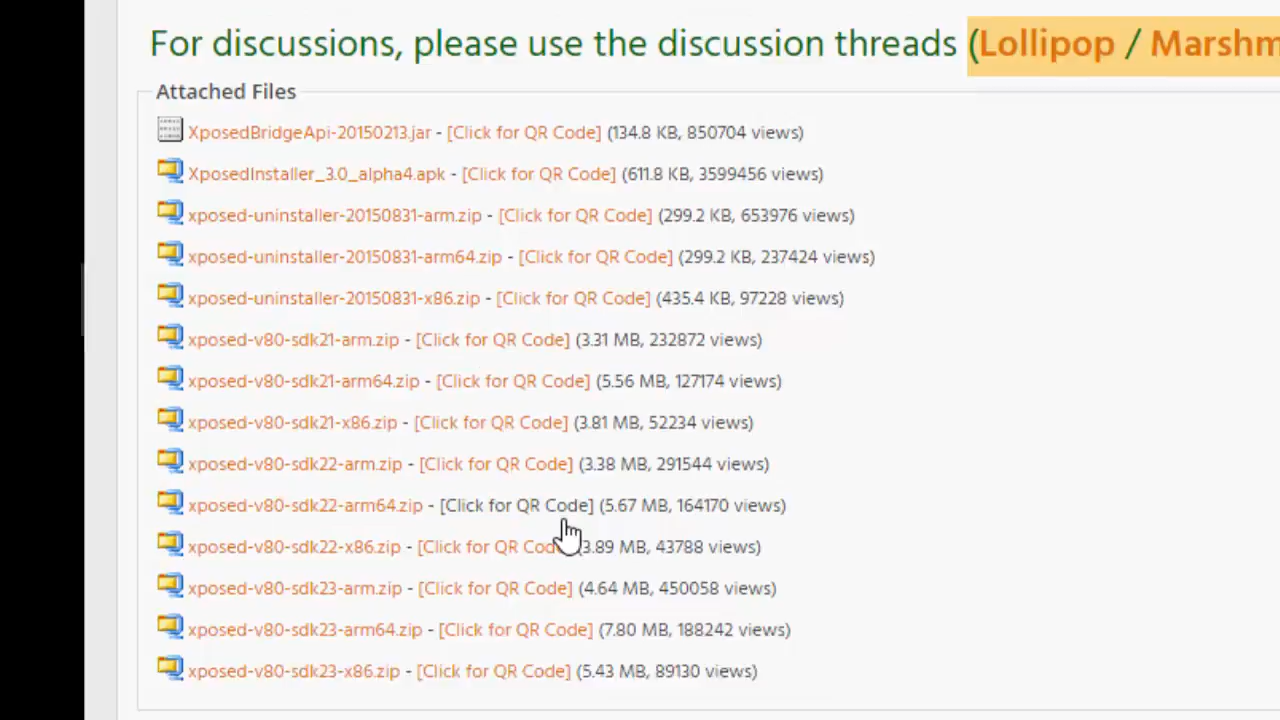 For discussions, please use the discussion threads (Lollipop / Marshm
Attached Files
XposedBridgeApi-20150213.jar - [Click for QR Code] (134.8 KB, 850704 views)
XposedInstaller_3.0_alpha4.apk - [Click for QR Code] (611.8 KB, 3599456 views)
xposed-uninstaller-20150831-arm.zip - [Click for QR Code] (299.2 KB, 653976 views)
xposed-uninstaller-20150831-arm64.zip - [Click for QR Code] (299.2 KB, 237424 views)
xposed-uninstaller-20150831-x86.zip - [Click for QR Code] (435.4 KB, 97228 views)
xposed-v80-sdk21-arm.zip - [Click for QR Code] (3.31 MB, 232872 views)
xposed-v80-sdk21-arm64.zip - [Click for QR Code] (5.56 MB, 127174 views)
xposed-v80-sdk21-x86.zip - [Click for QR Code] (3.81 MB, 52234 views)
xposed-v80-sdk22-arm.zip - [Click for QR Code] (3.38 MB, 291544 views)
xposed-v80-sdk22-arm64.zip - [Click for QR Code] (5.67 MB, 164170 views)
xposed-v80-sdk22-x86.zip - [Click for QR Code] (3.89 MB, 43788 views)
xposed-v80-sdk23-arm.zip - [Click for QR Code] (4.64 MB, 450058 views)
xposed-v80-sdk23-arm64.zip - [Click for QR Code] (7.80 MB, 188242 views)
xposed-v80-sdk23-x86.zip - [Click for QR Code] (5.43 MB, 89130 views)